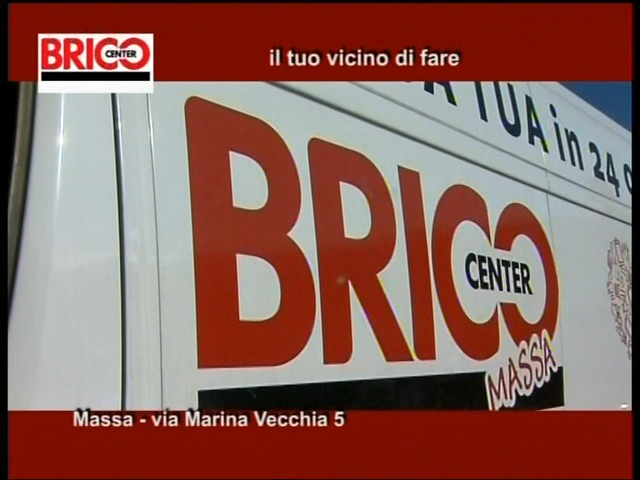 BRICO
CENTER
il tuo vicino di fare
TUA in 24
BRICO
CENTER
MASSA
Massa - via Marina Vecchia 5